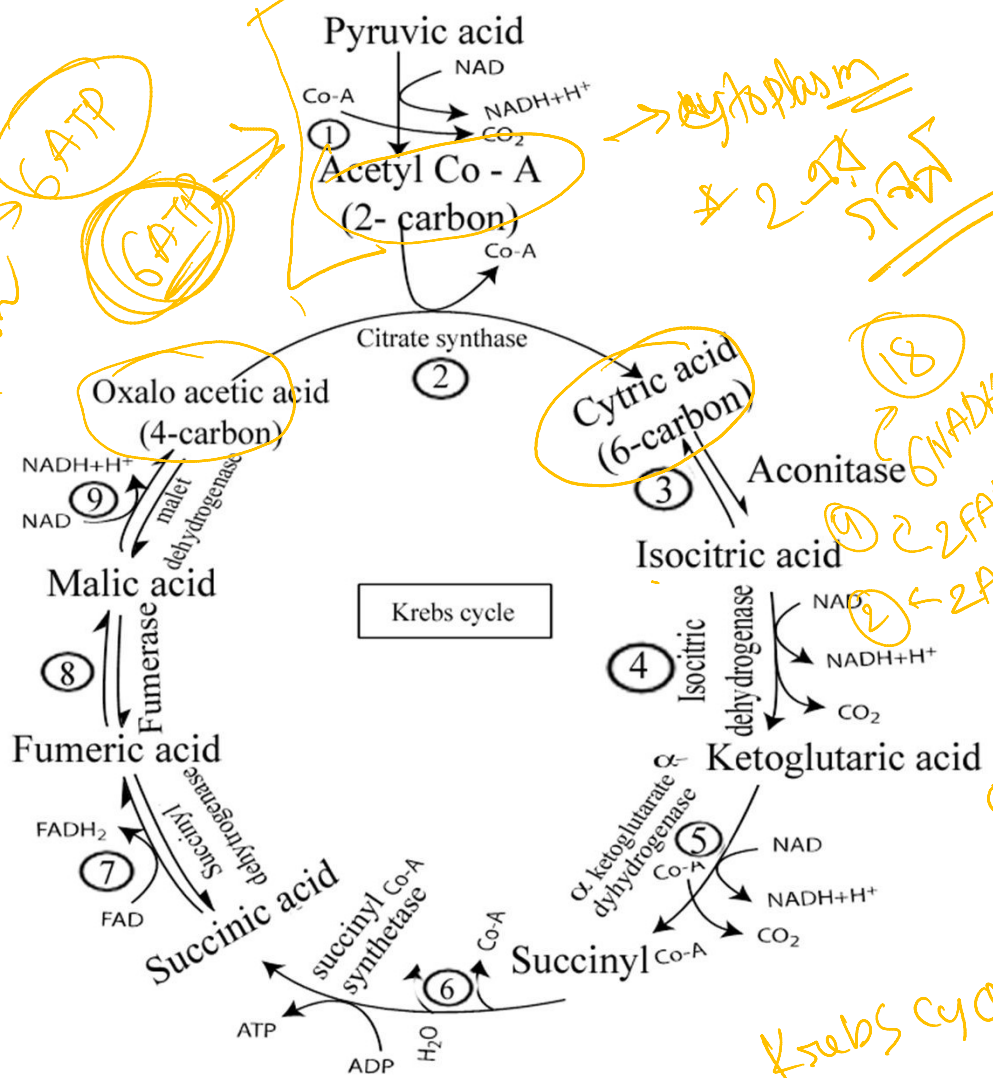 Pyruvic acid
NAD
Co-A
NADH+H⁺
CO₂
1
Acetyl Co - A
(2- carbon)
Co-A
6ATP
6ATP
cytoplasm
Citrate synthase
2
Oxalo acetic acid
(4-carbon)
Cytric acid
(6-carbon)
18
6NADH
3
Aconitase
NADH+H⁺
9
NAD
malet
dehydrogenase
Isocitric acid
2FA
Malic acid
Krebs cycle
NAD
2
4
Isocitric
dehydrogenase
NADH+H⁺
CO₂
8
Fumerase
Fumeric acid
α- Ketoglutaric acid
FADH₂
7
FAD
Succinyl
dehytrogenase
α ketoglutarate
dyhydrogenase
5
NAD
Co-A
NADH+H⁺
CO₂
Succinic acid
succinyl Co-A
synthetase
Co-A
Succinyl Co-A
6
ATP
ADP
H₂O
Krebs cyc